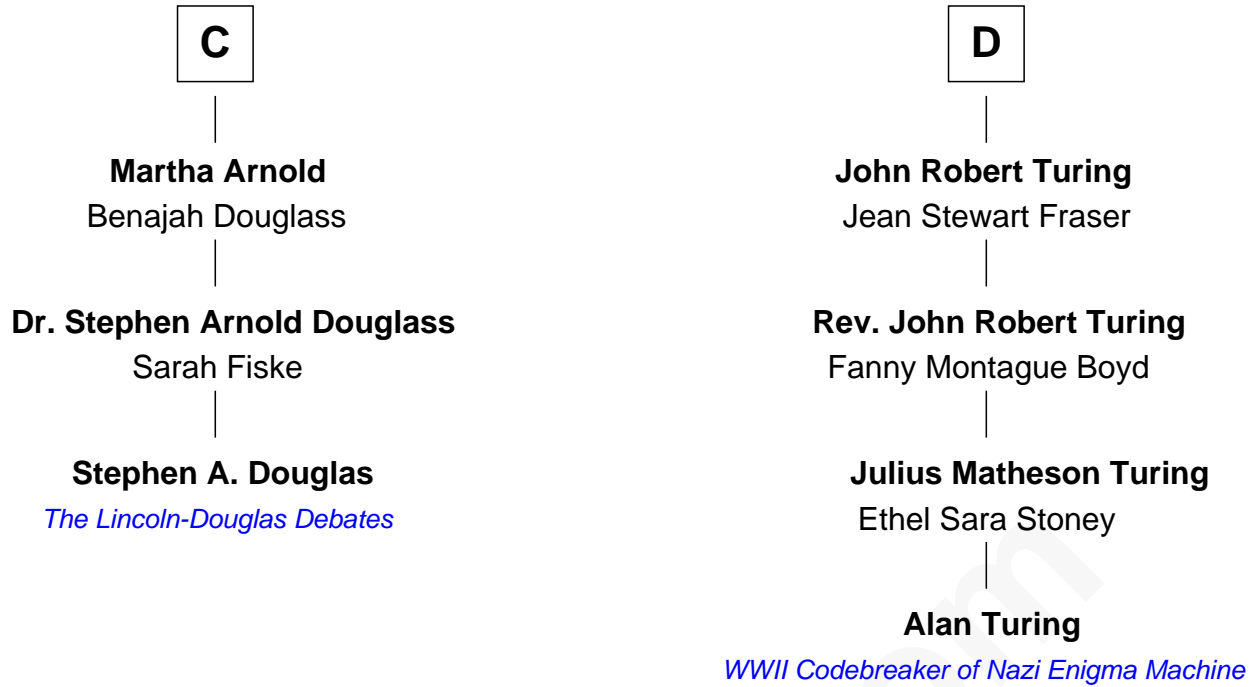 C
Martha Arnold
Benajah Douglass
Dr. Stephen Arnold Douglass
Sarah Fiske
Stephen A. Douglas
The Lincoln-Douglas Debates
D
John Robert Turing
Jean Stewart Fraser
Rev. John Robert Turing
Fanny Montague Boyd
Julius Matheson Turing
Ethel Sara Stoney
Alan Turing
WWII Codebreaker of Nazi Enigma Machine